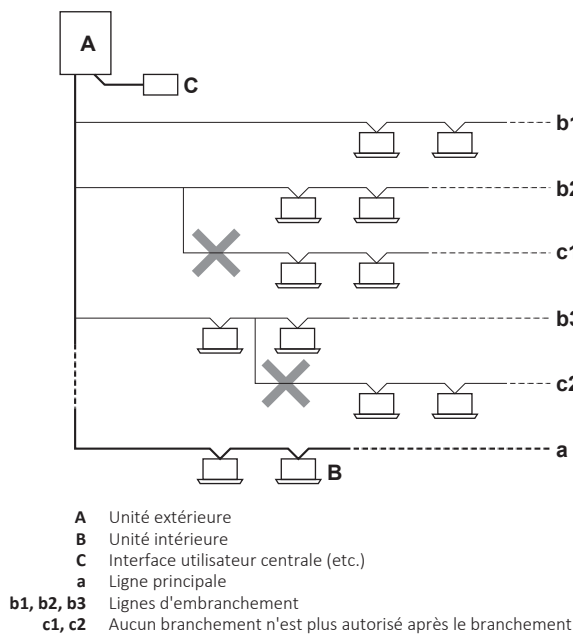 A
C
b1
b2
c1
b3
c2
a
B
A Unité extérieure
B Unité intérieure
C Interface utilisateur centrale (etc.)
a Ligne principale
b1, b2, b3 Lignes d'embranchement
c1, c2 Aucun branchement n'est plus autorisé après le branchement